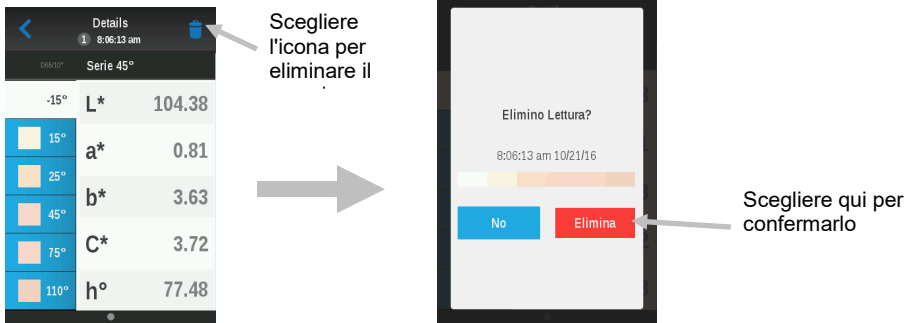 Details
1 8:06:13 am
D65/10°
Serie 45°
-15°
15°
25°
45°
75°
110°
L* 104.38
a* 0.81
b* 3.63
C* 3.72
h° 77.48
Scegliere
l'icona per
eliminare il
Elimino Lettura?
8:06:13 am 10/21/16
No
Elimina
Scegliere qui per
confermarlo